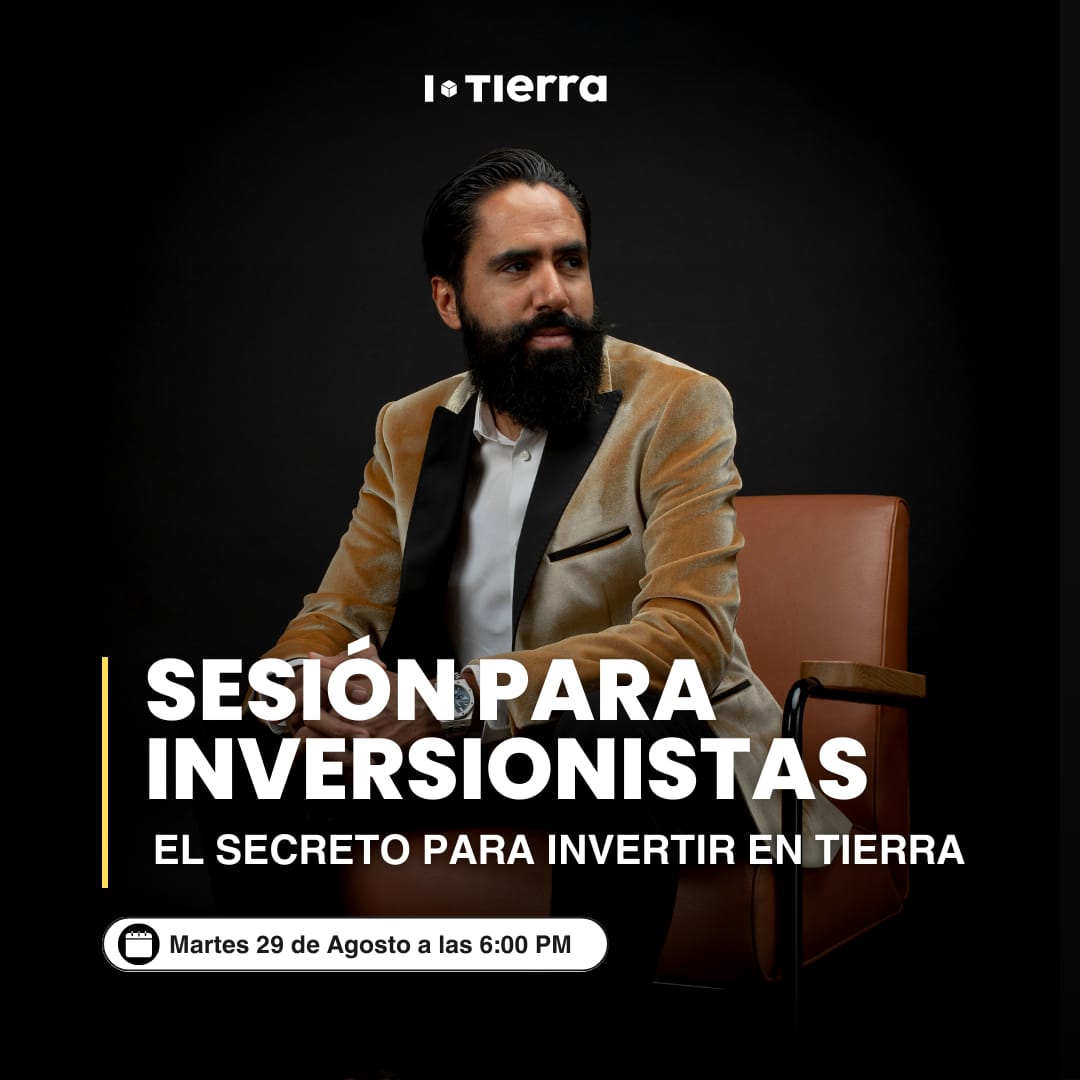 I Tierra
SESIÓN PARA
INVERSIONISTAS
EL SECRETO PARA INVERTIR EN TIERRA
Martes 29 de Agosto a las 6:00 PM